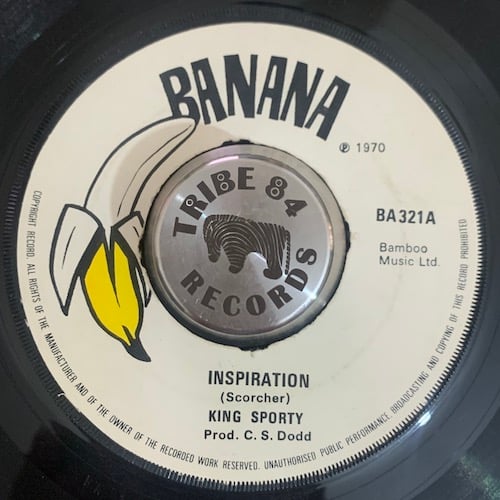 BANANA
℗ 1970
TRIBE 84
RECORDS
BA321A
Bamboo
Music Ltd.
INSPIRATION
(Scorcher)
KING SPORTY
Prod. C. S. Dodd
COPYRIGHT RECORD. ALL RIGHTS OF THE MANUFACTURER AND OF THE OWNER OF THE RECORDED WORK RESERVED. UNAUTHORISED PUBLIC PERFORMANCE, BROADCASTING AND COPYING OF THIS RECORD PROHIBITED